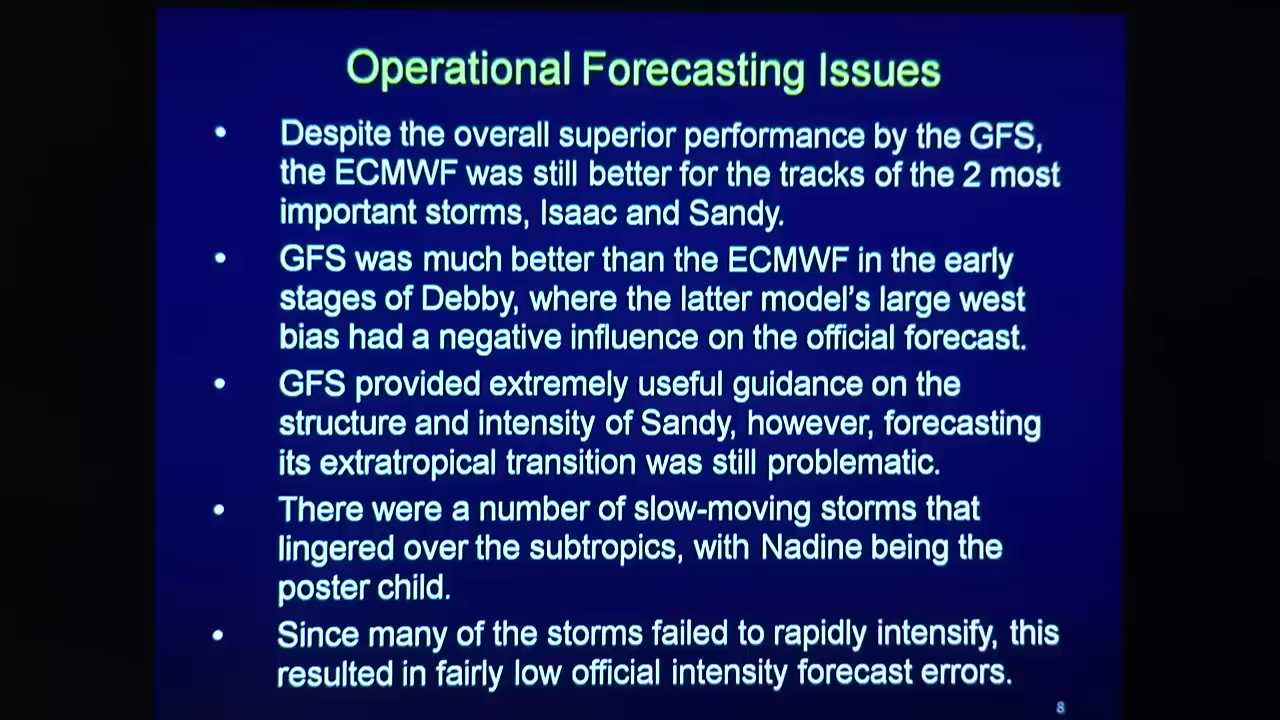 Operational Forecasting Issues
• Despite the overall superior performance by the GFS,
the ECMWF was still better for the tracks of the 2 most
important storms, Isaac and Sandy.
• GFS was much better than the ECMWF in the early
stages of Debby, where the latter model's large west
bias had a negative influence on the official forecast.
• GFS provided extremely useful guidance on the
structure and intensity of Sandy, however, forecasting
its extratropical transition was still problematic.
• There were a number of slow-moving storms that
lingered over the subtropics, with Nadine being the
poster child.
• Since many of the storms failed to rapidly intensify, this
resulted in fairly low official intensity forecast errors.
8